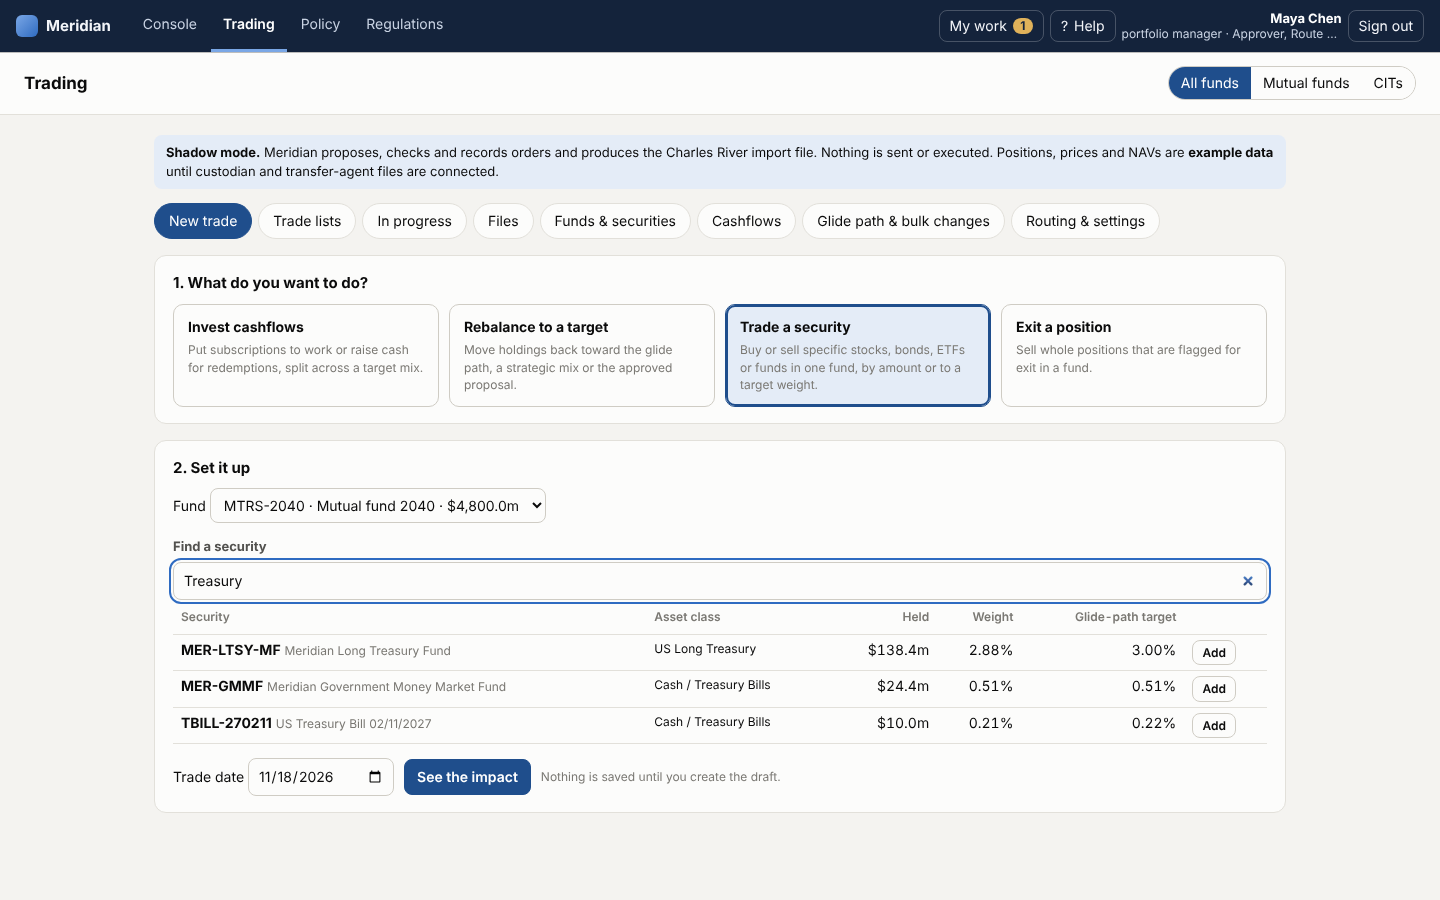 Meridian
Console
Trading
Policy
Regulations
My work 1
? Help
Maya Chen
portfolio manager · Approver, Route ...
Sign out
Trading
All funds
Mutual funds
CITs
Shadow mode. Meridian proposes, checks and records orders and produces the Charles River import file. Nothing is sent or executed. Positions, prices and NAVs are example data
until custodian and transfer-agent files are connected.
New trade
Trade lists
In progress
Files
Funds & securities
Cashflows
Glide path & bulk changes
Routing & settings
1. What do you want to do?
Invest cashflows
Put subscriptions to work or raise cash
for redemptions, split across a target mix.
Rebalance to a target
Move holdings back toward the glide
path, a strategic mix or the approved
proposal.
Trade a security
Buy or sell specific stocks, bonds, ETFs
or funds in one fund, by amount or to a
target weight.
Exit a position
Sell whole positions that are flagged for
exit in a fund.
2. Set it up
Fund MTRS-2040 · Mutual fund 2040 · $4,800.0m
Find a security
Treasury
Security Asset class Held Weight Glide-path target
MER-LTSY-MF Meridian Long Treasury Fund US Long Treasury $138.4m 2.88% 3.00% Add
MER-GMMF Meridian Government Money Market Fund Cash / Treasury Bills $24.4m 0.51% 0.51% Add
TBILL-270211 US Treasury Bill 02/11/2027 Cash / Treasury Bills $10.0m 0.21% 0.22% Add
Trade date 11/18/2026 See the impact Nothing is saved until you create the draft.